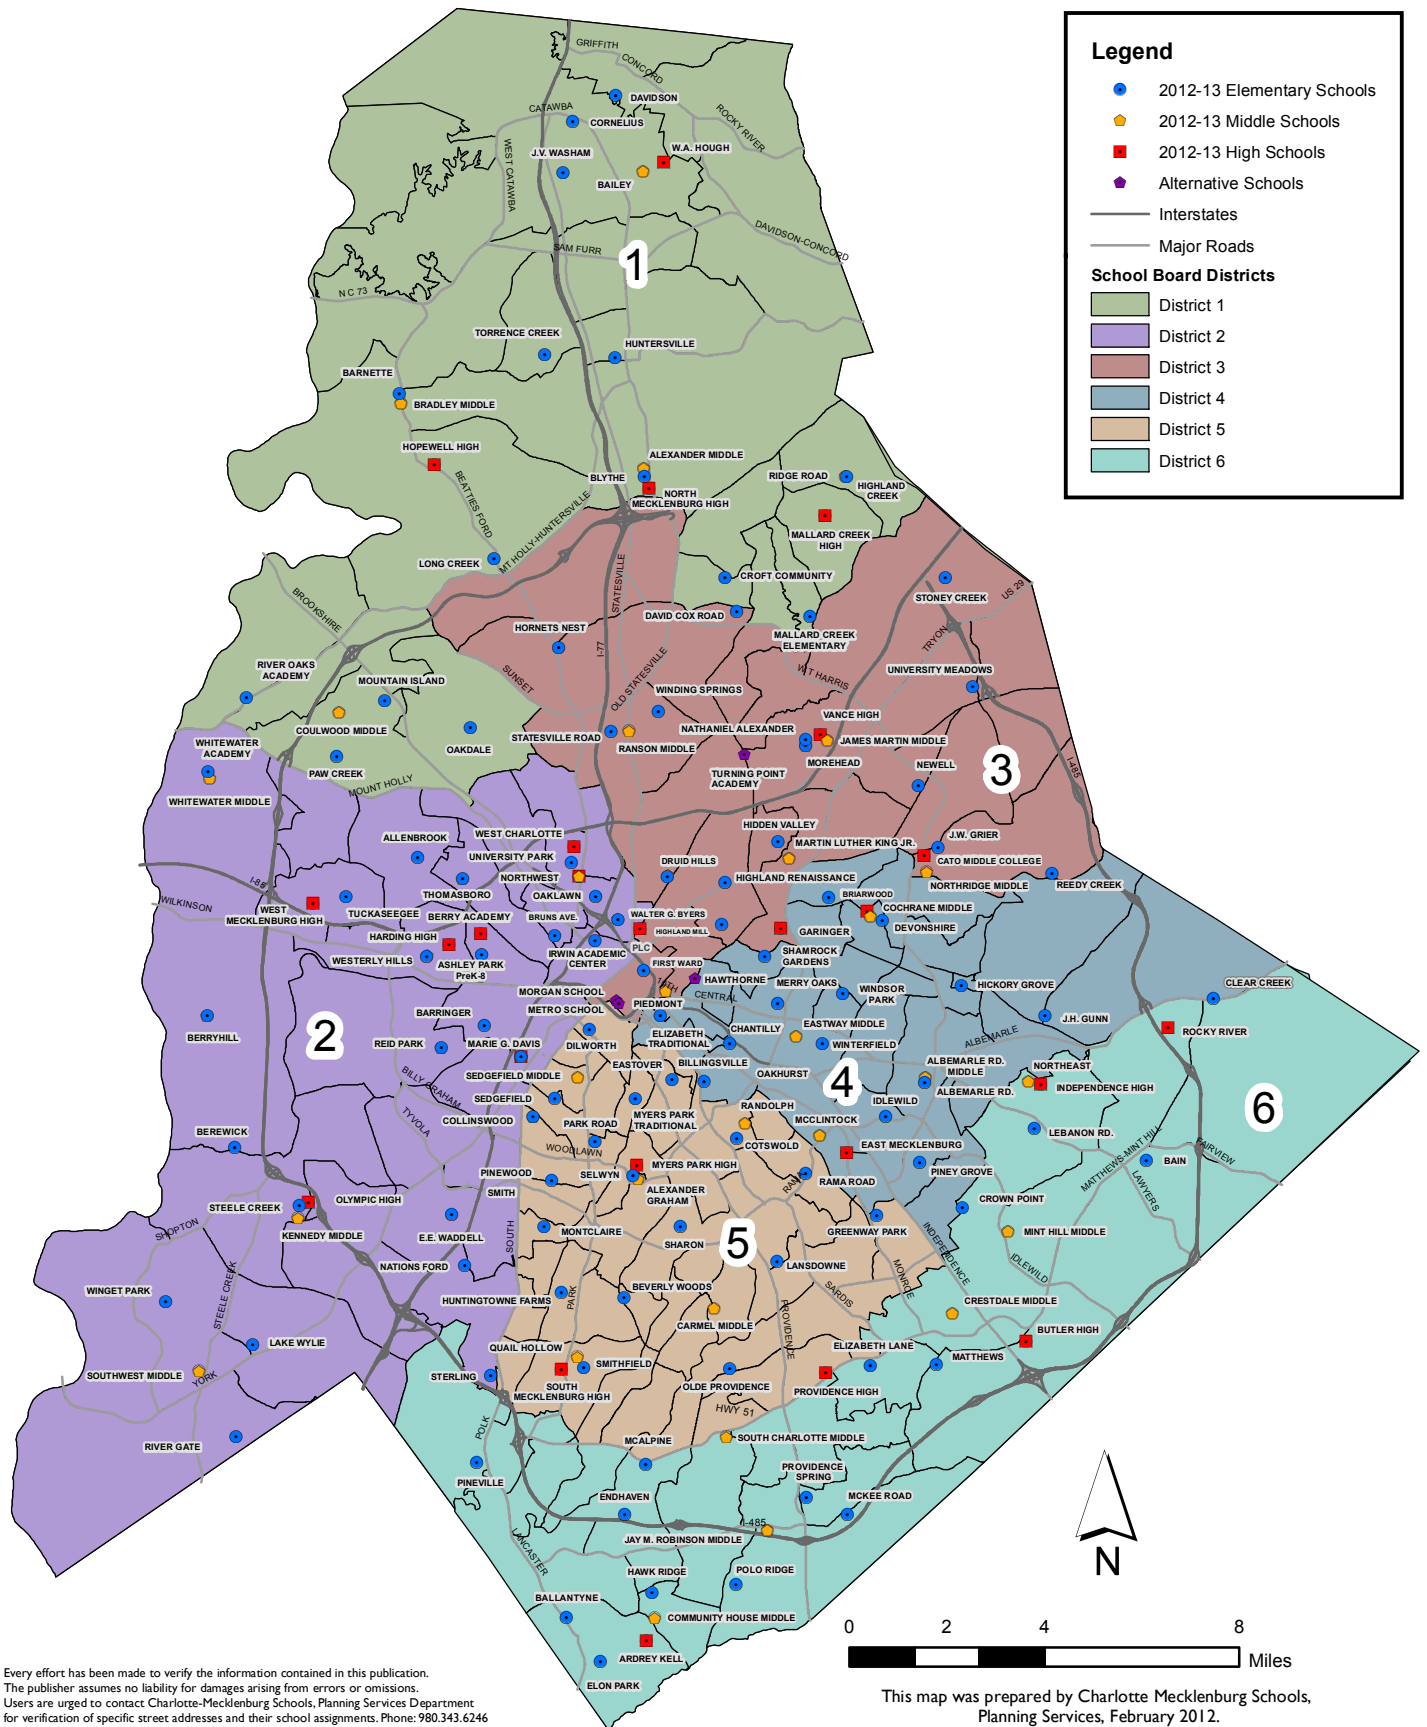 Legend
2012-13 Elementary Schools
2012-13 Middle Schools
2012-13 High Schools
Alternative Schools
Interstates
Major Roads
School Board Districts
District 1
District 2
District 3
District 4
District 5
District 6
GRIFFITH
CONCORD
DAVIDSON
CATAWBA
CORNELIUS
ROCKY RIVER
WEST CATAWBA
J.V. WASHAM
W.A. HOUGH
BAILEY
DAVIDSON-CONCORD
SAM FURR
1
N C 73
TORRENCE CREEK
HUNTERSVILLE
BARNETTE
BRADLEY MIDDLE
HOPEWELL HIGH
ALEXANDER MIDDLE
BLYTHE
NORTH
MECKLENBURG HIGH
RIDGE ROAD
HIGHLAND
CREEK
BEATTIES FORD
MALLARD CREEK
HIGH
MT HOLLY-HUNTERSVILLE
LONG CREEK
CROFT COMMUNITY
STATESVILLE
STONEY CREEK
US 29
BROOKSHIRE
DAVID COX ROAD
HORNETS NEST
MALLARD CREEK
ELEMENTARY
TRYON
I-77
RIVER OAKS
ACADEMY
MOUNTAIN ISLAND
SUNSET
OLD STATESVILLE
W.T HARRIS
UNIVERSITY MEADOWS
WINDING SPRINGS
COULWOOD MIDDLE
VANCE HIGH
NATHANIEL ALEXANDER
STATESVILLE ROAD
RANSON MIDDLE
JAMES MARTIN MIDDLE
WHITEWATER
ACADEMY
OAKDALE
PAW CREEK
MOREHEAD
TURNING POINT
ACADEMY
NEWELL
3
I-485
MOUNT HOLLY
WHITEWATER MIDDLE
HIDDEN VALLEY
ALLENBROOK
WEST CHARLOTTE
MARTIN LUTHER KING JR.
J.W. GRIER
UNIVERSITY PARK
DRUID HILLS
CATO MIDDLE COLLEGE
NORTHWEST
HIGHLAND RENAISSANCE
NORTHRIDGE MIDDLE
REEDY CREEK
I-85
THOMASBORO
OAKLAWN
BRIARWOOD
WILKINSON
WEST
MECKLENBURG HIGH
TUCKASEEGEE
BERRY ACADEMY
BRUNS AVE.
WALTER G. BYERS
COCHRANE MIDDLE
HARDING HIGH
HIGHLAND MILL
GARINGER
DEVONSHIRE
PLC
WESTERLY HILLS
ASHLEY PARK
PreK-8
IRWIN ACADEMIC
CENTER
FIRST WARD
SHAMROCK
GARDENS
HAWTHORNE
MERRY OAKS
HICKORY GROVE
CLEAR CREEK
MORGAN SCHOOL
10TH
CENTRAL
WINDSOR
PARK
METRO SCHOOL
PIEDMONT
BERRYHILL
BARRINGER
2
CHANTILLY
EASTWAY MIDDLE
J.H. GUNN
ROCKY RIVER
REID PARK
MARIE G. DAVIS
DILWORTH
ELIZABETH
TRADITIONAL
WINTERFIELD
ALBEMARLE
BILLY GRAHAM
SEDGEFIELD MIDDLE
EASTOVER
BILLINGSVILLE
OAKHURST
ALBEMARLE RD.
MIDDLE
NORTHEAST
4
INDEPENDENCE HIGH
ALBEMARLE RD.
SEDGEFIELD
6
COLLINSWOOD
TYVOLA
RANDOLPH
IDLEWILD
MYERS PARK
TRADITIONAL
PARK ROAD
MCCLINTOCK
BEREWICK
COTSWOLD
EAST MECKLENBURG
LEBANON RD.
WOODLAWN
MATTHEWS-MINT HILL
FAIRVIEW
BAIN
PINEWOOD
MYERS PARK HIGH
SELWYN
PINEY GROVE
LAWYERS
SMITH
ALEXANDER
GRAHAM
RAMA
RAMA ROAD
OLYMPIC HIGH
CROWN POINT
STEELE CREEK
SHOPTON
KENNEDY MIDDLE
E.E. WADDELL
SOUTH
MONTCLAIRE
SHARON
5
GREENWAY PARK
MINT HILL MIDDLE
INDEPENDENCE
NATIONS FORD
LANSDOWNE
IDLEWILD
MONROE
STEELE CREEK
WINGET PARK
HUNTINGTOWNE FARMS
PARK
BEVERLY WOODS
SARDIS
CRESTDALE MIDDLE
CARMEL MIDDLE
PROVIDENCE
BUTLER HIGH
LAKE WYLIE
QUAIL HOLLOW
ELIZABETH LANE
MATTHEWS
SOUTHWEST MIDDLE
YORK
STERLING
SMITHFIELD
SOUTH
MECKLENBURG HIGH
OLDE PROVIDENCE
PROVIDENCE HIGH
HWY 51
POLK
RIVER GATE
MCALPINE
SOUTH CHARLOTTE MIDDLE
PINEVILLE
PROVIDENCE
SPRING
ENDHAVEN
MCKEE ROAD
I-485
LANCASTER
JAY M. ROBINSON MIDDLE
HAWK RIDGE
POLO RIDGE
BALLANTYNE
COMMUNITY HOUSE MIDDLE
ARDREY KELL
ELON PARK
N
0 2 4 8
Miles
This map was prepared by Charlotte Mecklenburg Schools,
Planning Services, February 2012.
Every effort has been made to verify the information contained in this publication.
The publisher assumes no liability for damages arising from errors or omissions.
Users are urged to contact Charlotte-Mecklenburg Schools, Planning Services Department
for verification of specific street addresses and their school assignments. Phone: 980.343.6246